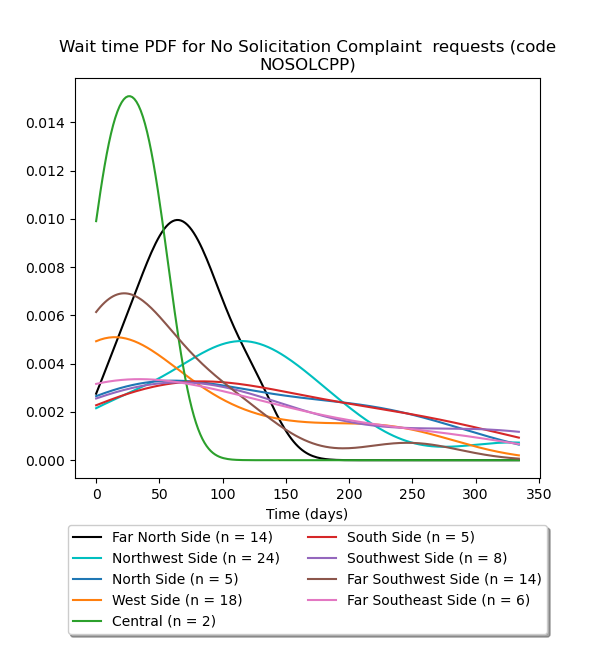 Wait time PDF for No Solicitation Complaint  requests (code
NOSOLCPP)
0.014
0.012
0.010
0.008
0.006
0.004
0.002
0.000
0 50 100 150 200 250 300 350
Time (days)
Far North Side (n = 14)
Northwest Side (n = 24)
North Side (n = 5)
West Side (n = 18)
Central (n = 2)
South Side (n = 5)
Southwest Side (n = 8)
Far Southwest Side (n = 14)
Far Southeast Side (n = 6)